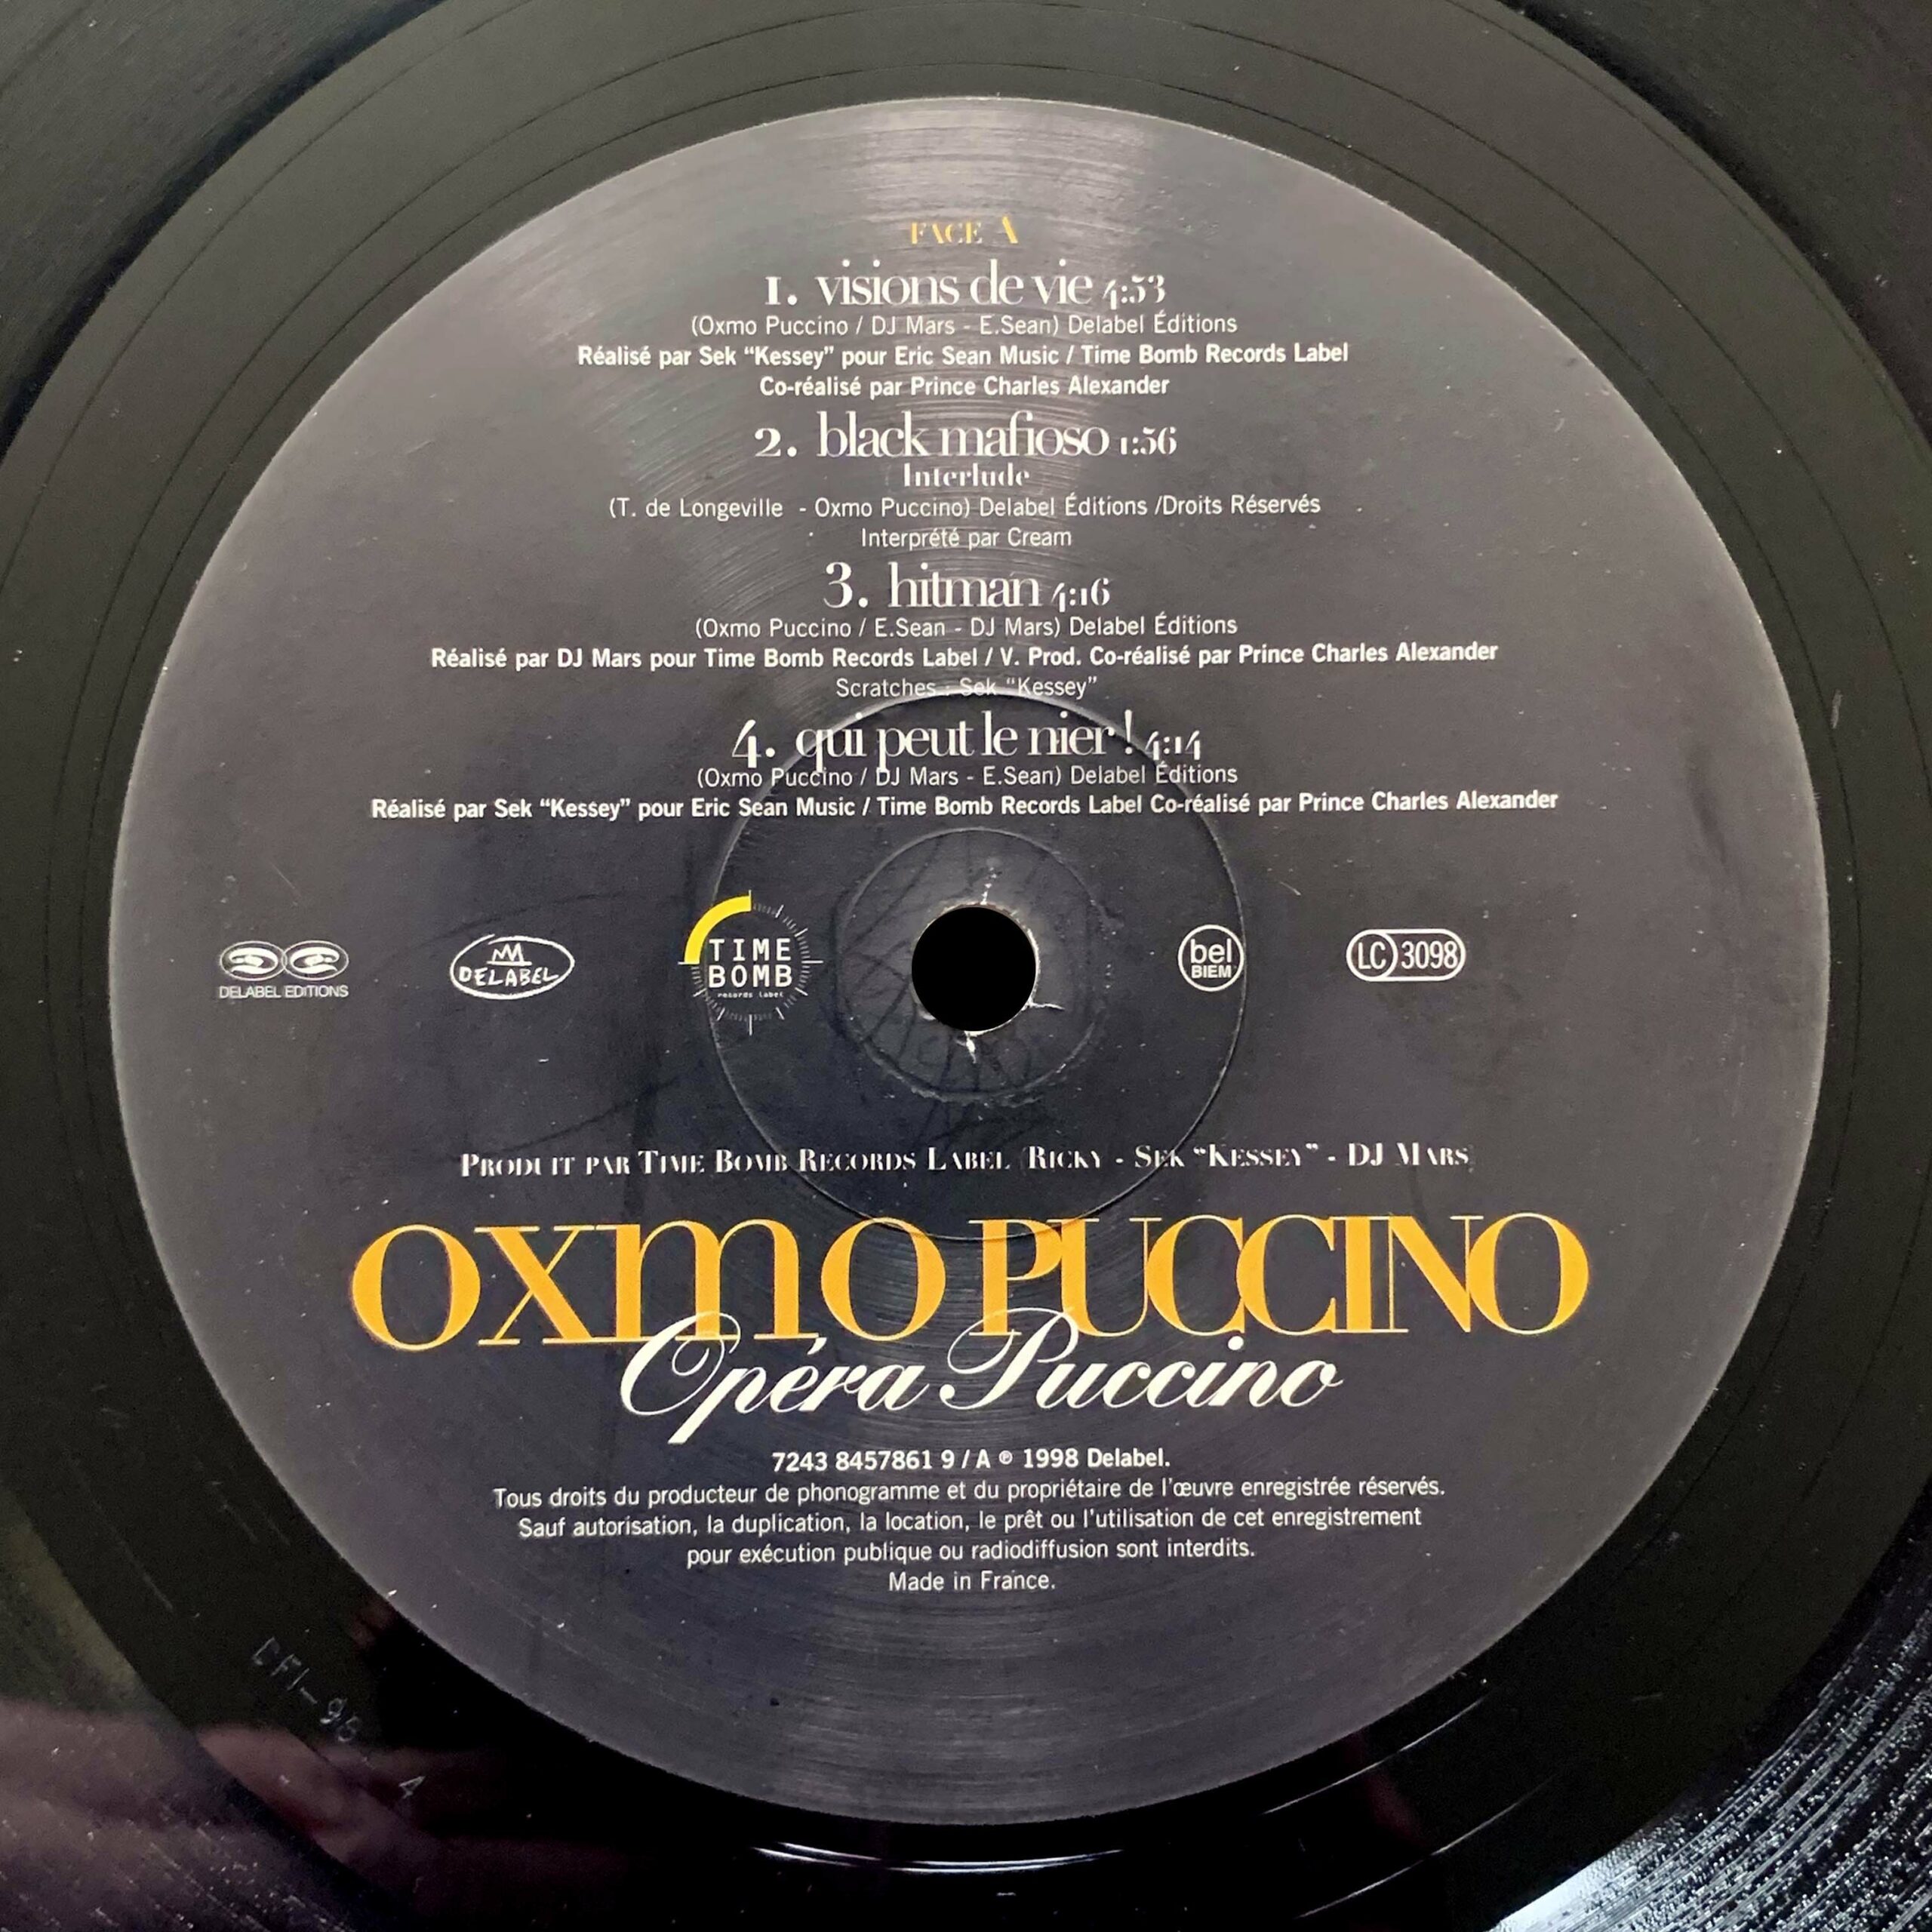 FACE A
1. visions de vie 4:53
(Oxmo Puccino / DJ Mars - E.Sean) Delabel Éditions
Réalisé par Sek “Kessey” pour Eric Sean Music / Time Bomb Records Label
Co-réalisé par Prince Charles Alexander
2. black mafioso 1:56
Interlude
(T. de Longeville - Oxmo Puccino) Delabel Éditions /Droits Réservés
Interprété par Cream
3. hitman 4:16
(Oxmo Puccino / E.Sean - DJ Mars) Delabel Éditions
Réalisé par DJ Mars pour Time Bomb Records Label / V. Prod. Co-réalisé par Prince Charles Alexander
Scratches : Sek “Kessey”
4. qui peut le nier ! 4:14
(Oxmo Puccino / DJ Mars - E.Sean) Delabel Éditions
Réalisé par Sek “Kessey” pour Eric Sean Music / Time Bomb Records Label Co-réalisé par Prince Charles Alexander
DELABEL EDITIONS
DELABEL
TIME
BOMB
records label
bel
BIEM
LC 3098
PRODUIT PAR TIME BOMB RECORDS LABEL (RICKY - SEK “KESSEY” - DJ MARS)
OXMO PUCCINO
Opéra Puccino
7243 8457861 9 / A ℗ 1998 Delabel.
Tous droits du producteur de phonogramme et du propriétaire de l’œuvre enregistrée réservés.
Sauf autorisation, la duplication, la location, le prêt ou l’utilisation de cet enregistrement
pour exécution publique ou radiodiffusion sont interdits.
Made in France.